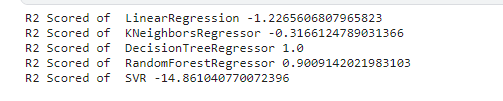 R2 Scored of  LinearRegression -1.2265606807965823
R2 Scored of  KNeighborsRegressor -0.3166124789031366
R2 Scored of  DecisionTreeRegressor 1.0
R2 Scored of  RandomForestRegressor 0.9009142021983103
R2 Scored of  SVR -14.861040770072396